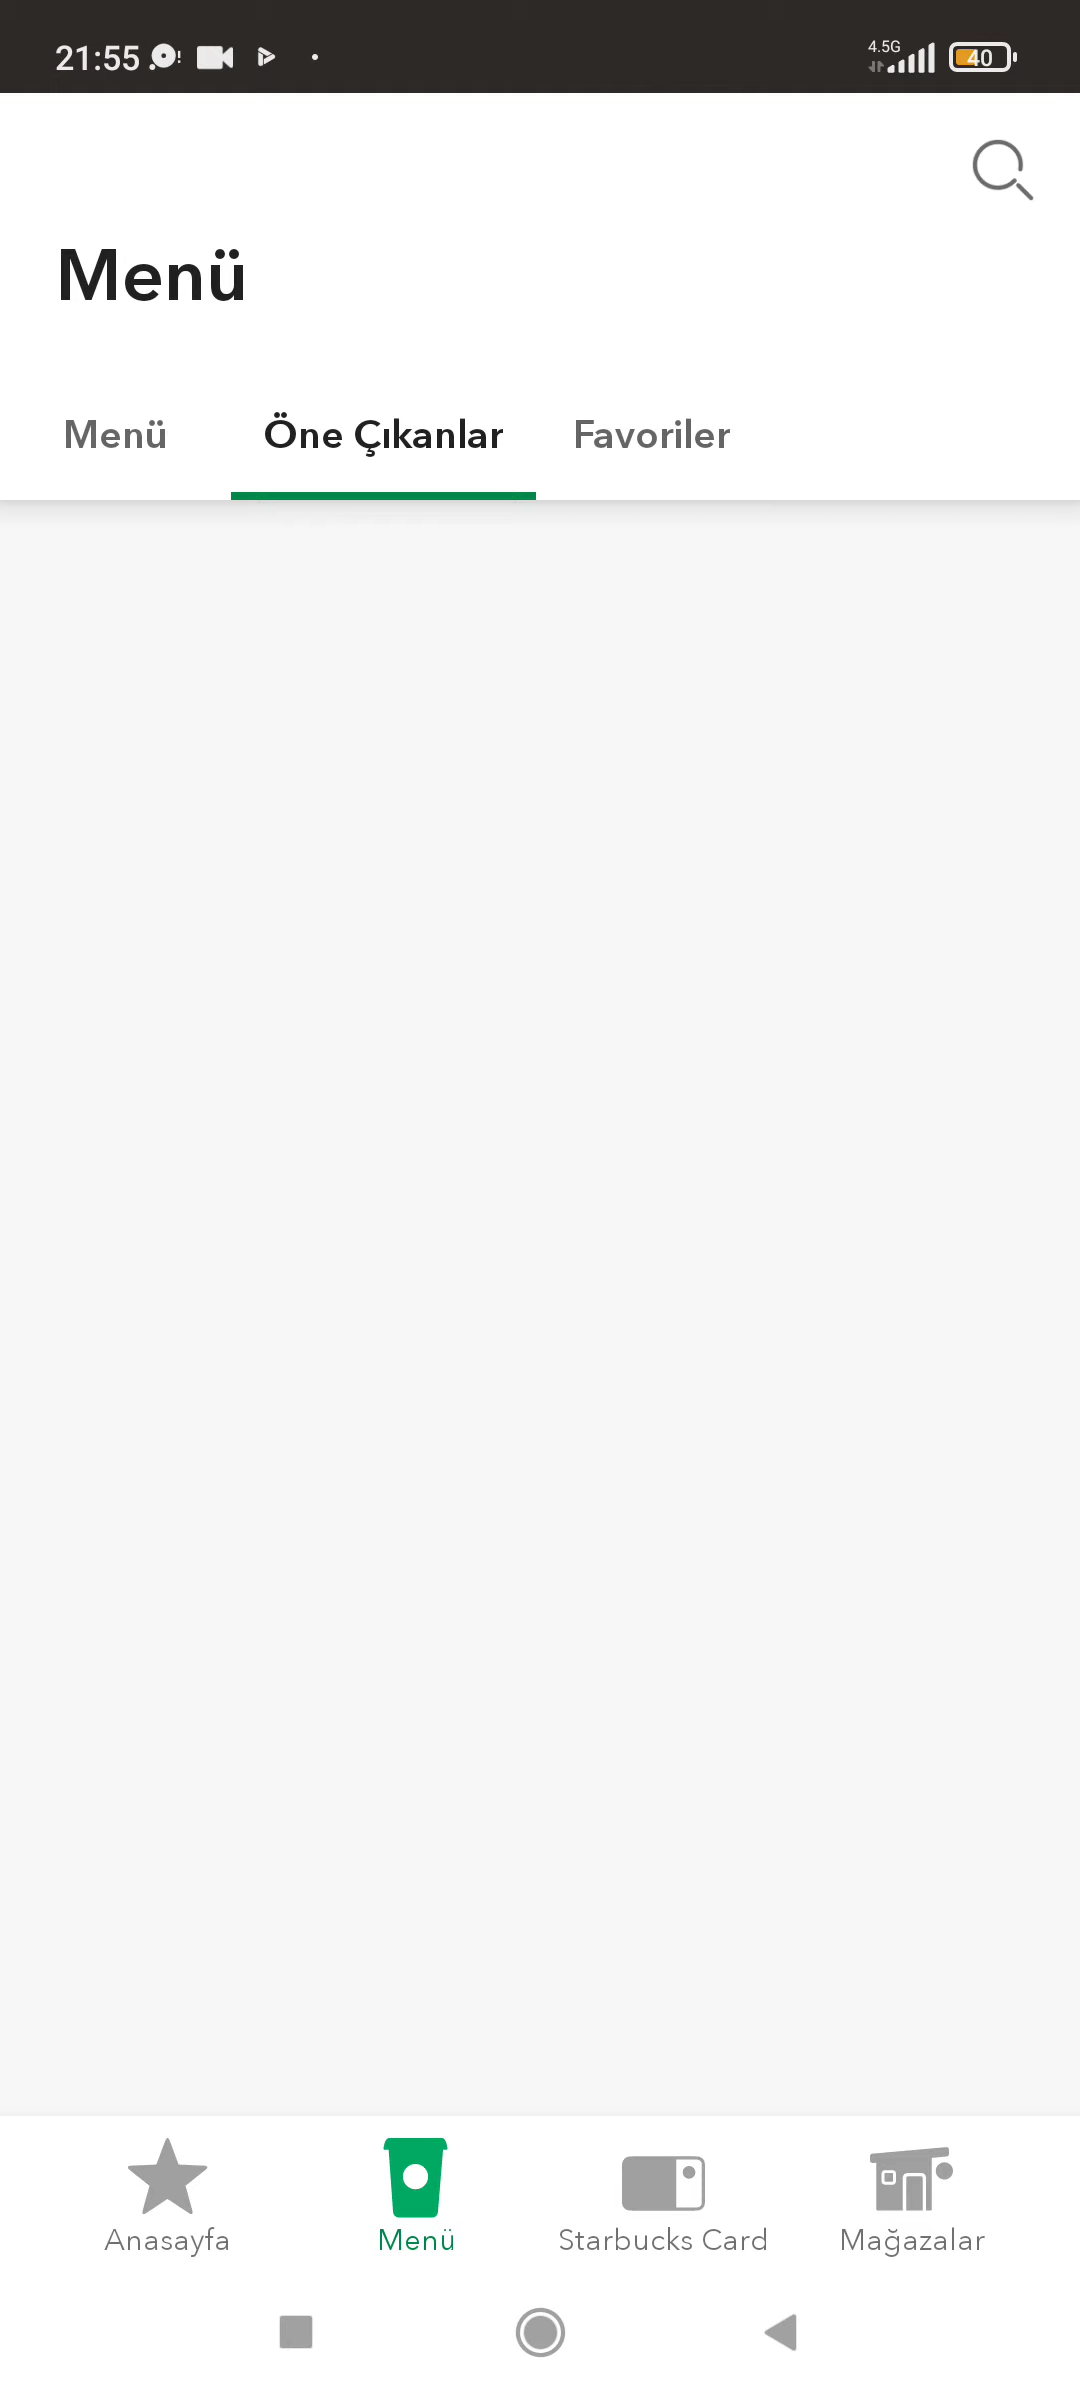 21:55
4.5G
40
Menü
Menü
Öne Çıkanlar
Favoriler
Anasayfa
Menü
Starbucks Card
Mağazalar